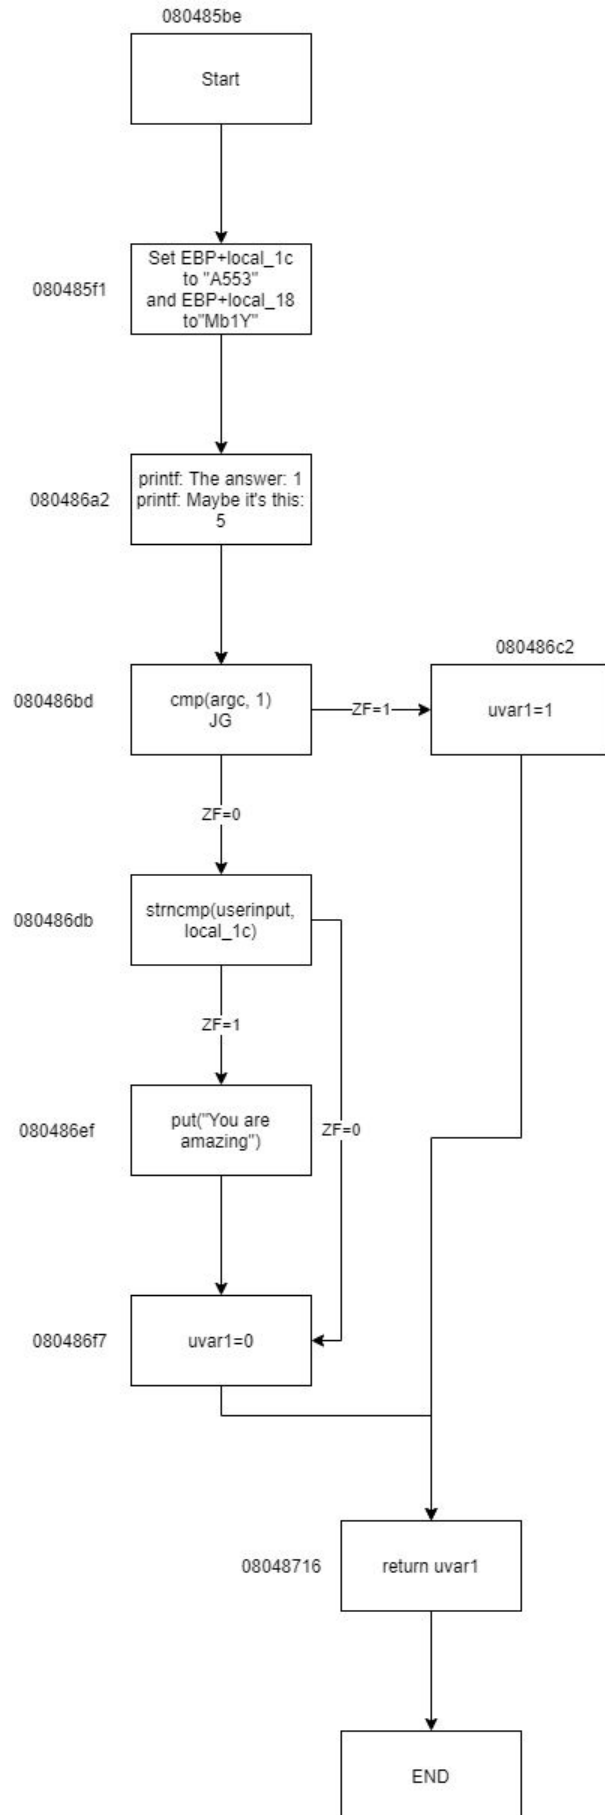 080485be
Start
080485f1
Set EBP+local_1c
to "A553"
and EBP+local_18
to"Mb1Y"
080486a2
printf: The answer: 1
printf: Maybe it's this:
5
080486c2
080486bd
cmp(argc, 1)
JG
ZF=1
uvar1=1
ZF=0
080486db
strncmp(userinput,
local_1c)
ZF=1
080486ef
put("You are
amazing")
ZF=0
080486f7
uvar1=0
08048716
return uvar1
END